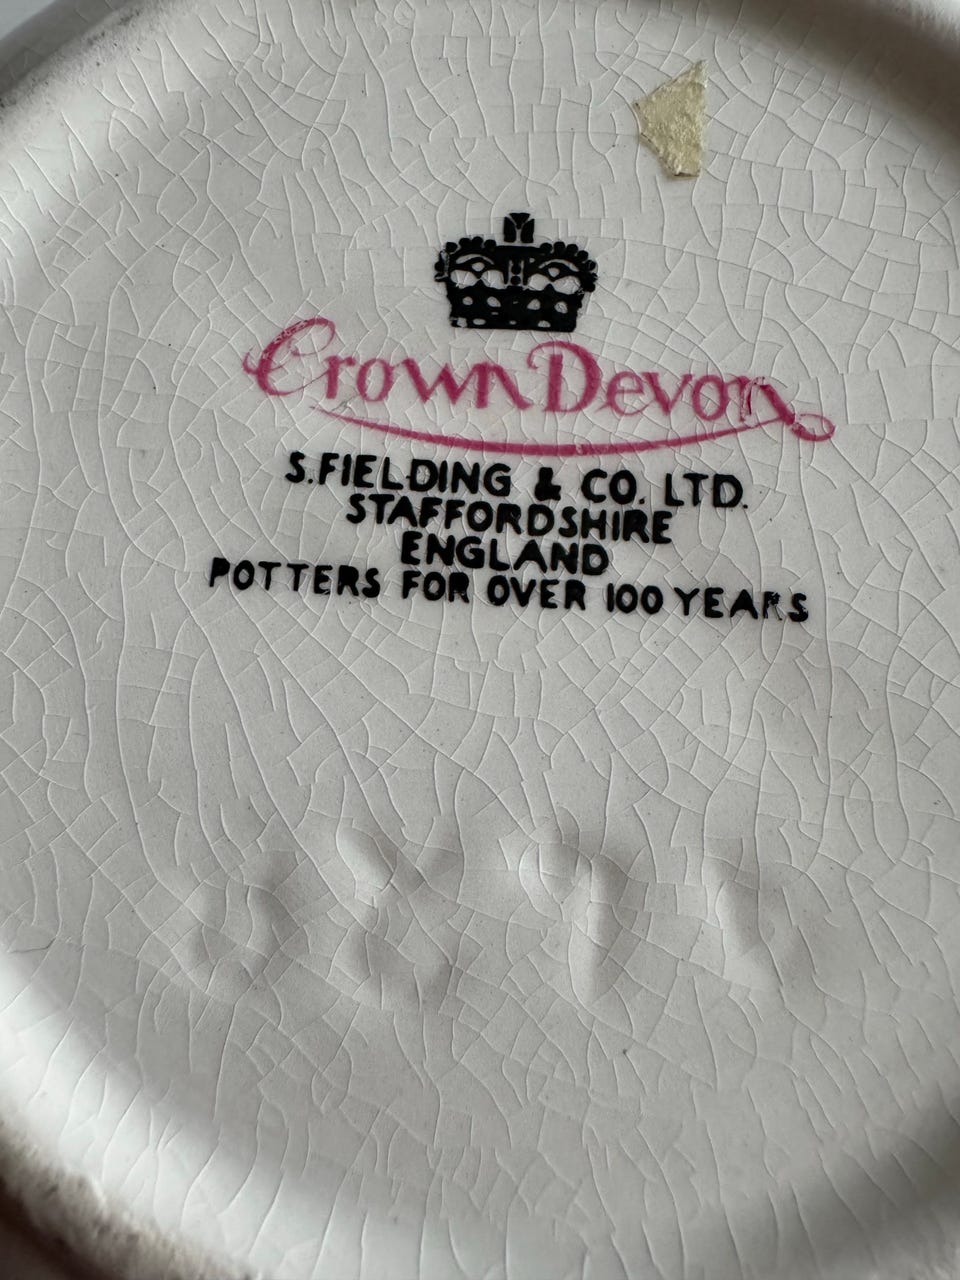 Crown Devon
S. FIELDING & CO. LTD.
STAFFORDSHIRE
ENGLAND
POTTERS FOR OVER 100 YEARS